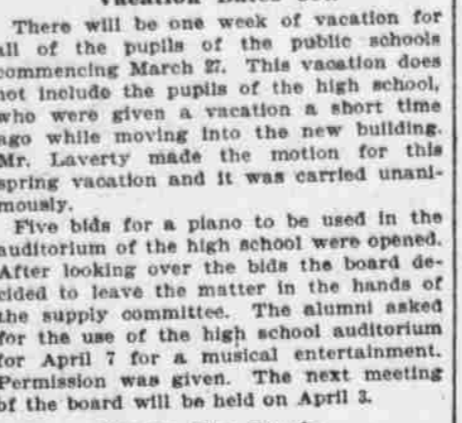 There will be one week of vacation for
all of the pupils of the public schools
commencing March 27. This vacation does
not include the pupils of the high school,
who were given a vacation a short time
ago while moving into the new building.
Mr. Laverty made the motion for this
spring vacation and it was carried unani-
mously.
Five bids for a piano to be used in the
auditorium of the high school were opened.
After looking over the bids the board de-
cided to leave the matter in the hands of
the supply committee. The alumni asked
for the use of the high school auditorium
for April 7 for a musical entertainment.
Permission was given. The next meeting
of the board will be held on April 3.